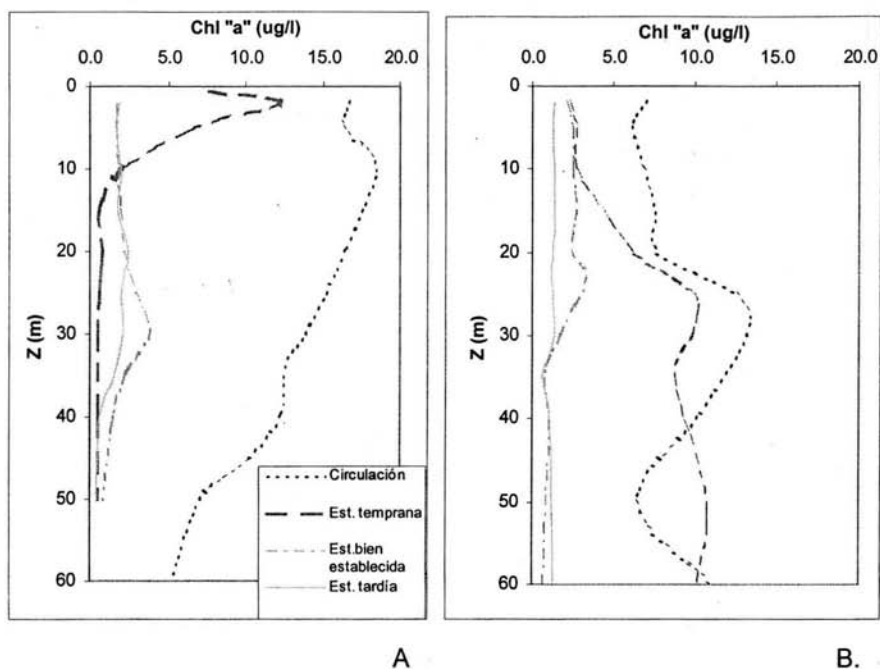 Chl "a" (ug/l)
0.0 5.0 10.0 15.0 20.0
0
10
20
30
40
50
60
Z (m)
Circulación
Est. temprana
Est.bien
establecida
Est. tardía
A
Chl "a" (ug/l)
0.0 5.0 10.0 15.0 20.0
0
10
20
30
40
50
60
Z (m)
B.